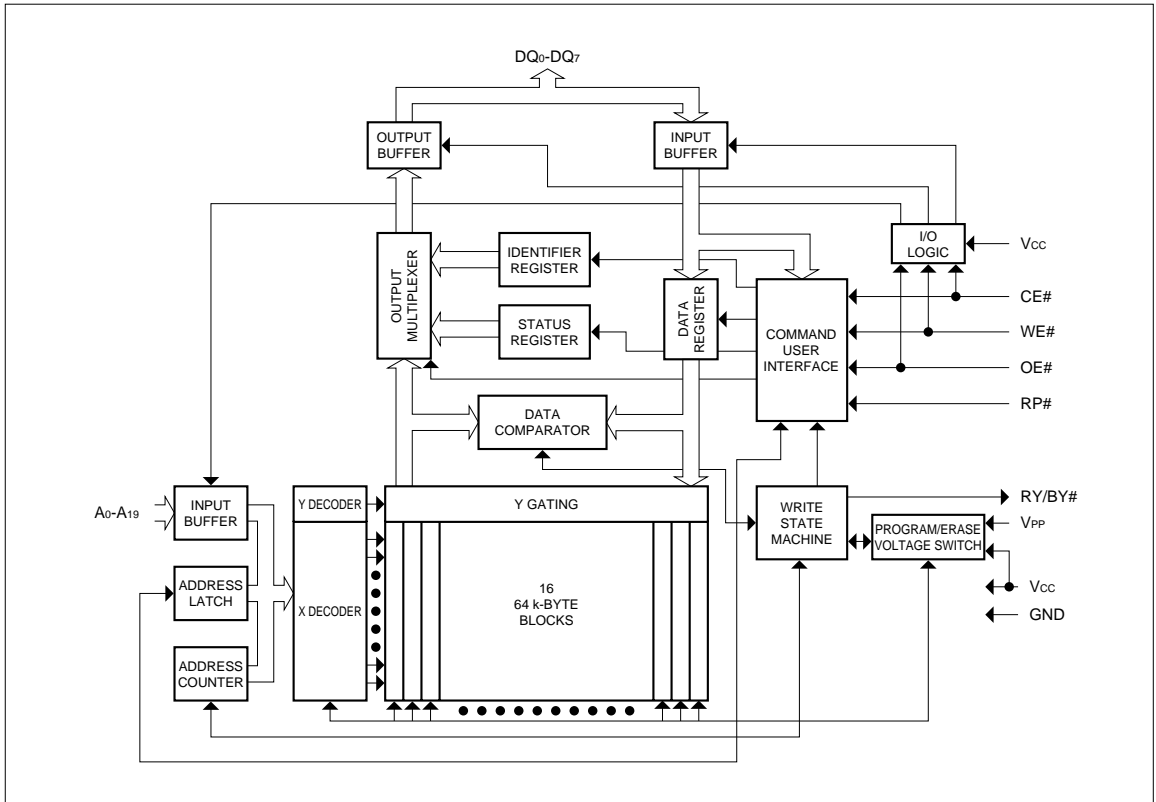 DQ0-DQ7
OUTPUT
BUFFER
INPUT
BUFFER
I/O
LOGIC
VCC
IDENTIFIER
REGISTER
OUTPUT
MULTIPLEXER
STATUS
REGISTER
DATA
REGISTER
COMMAND
USER
INTERFACE
CE#
WE#
OE#
RP#
DATA
COMPARATOR
A0-A19
INPUT
BUFFER
Y DECODER
Y GATING
WRITE
STATE
MACHINE
RY/BY#
PROGRAM/ERASE
VOLTAGE SWITCH
VPP
VCC
GND
ADDRESS
LATCH
X DECODER
16
64 k-BYTE
BLOCKS
ADDRESS
COUNTER